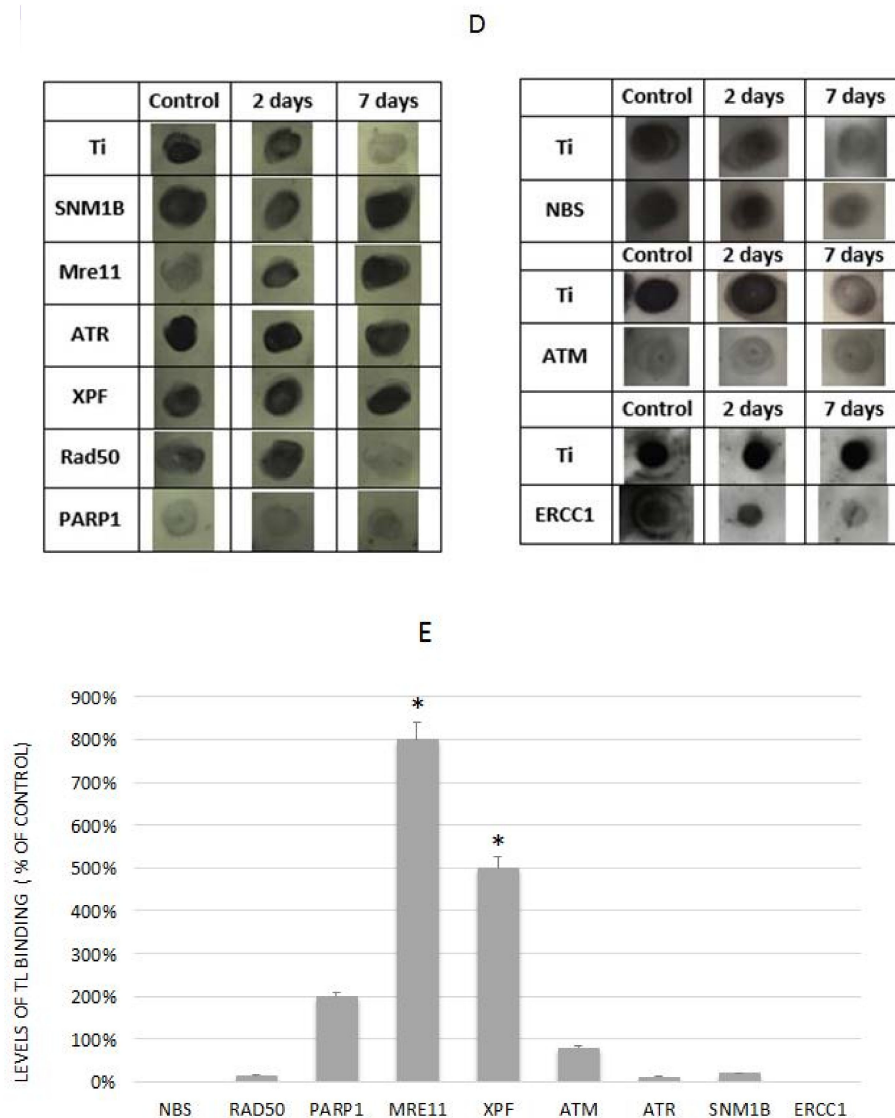 D
Control 2 days 7 days
Ti
SNM1B
Mre11
ATR
XPF
Rad50
PARP1
Control 2 days 7 days
Ti
NBS
Control 2 days 7 days
Ti
ATM
Control 2 days 7 days
Ti
ERCC1
E
LEVELS OF TL BINDING ( % OF CONTROL)
900%
800%
700%
600%
500%
400%
300%
200%
100%
0%
*
*
NBS RAD50 PARP1 MRE11 XPF ATM ATR SNM1B ERCC1